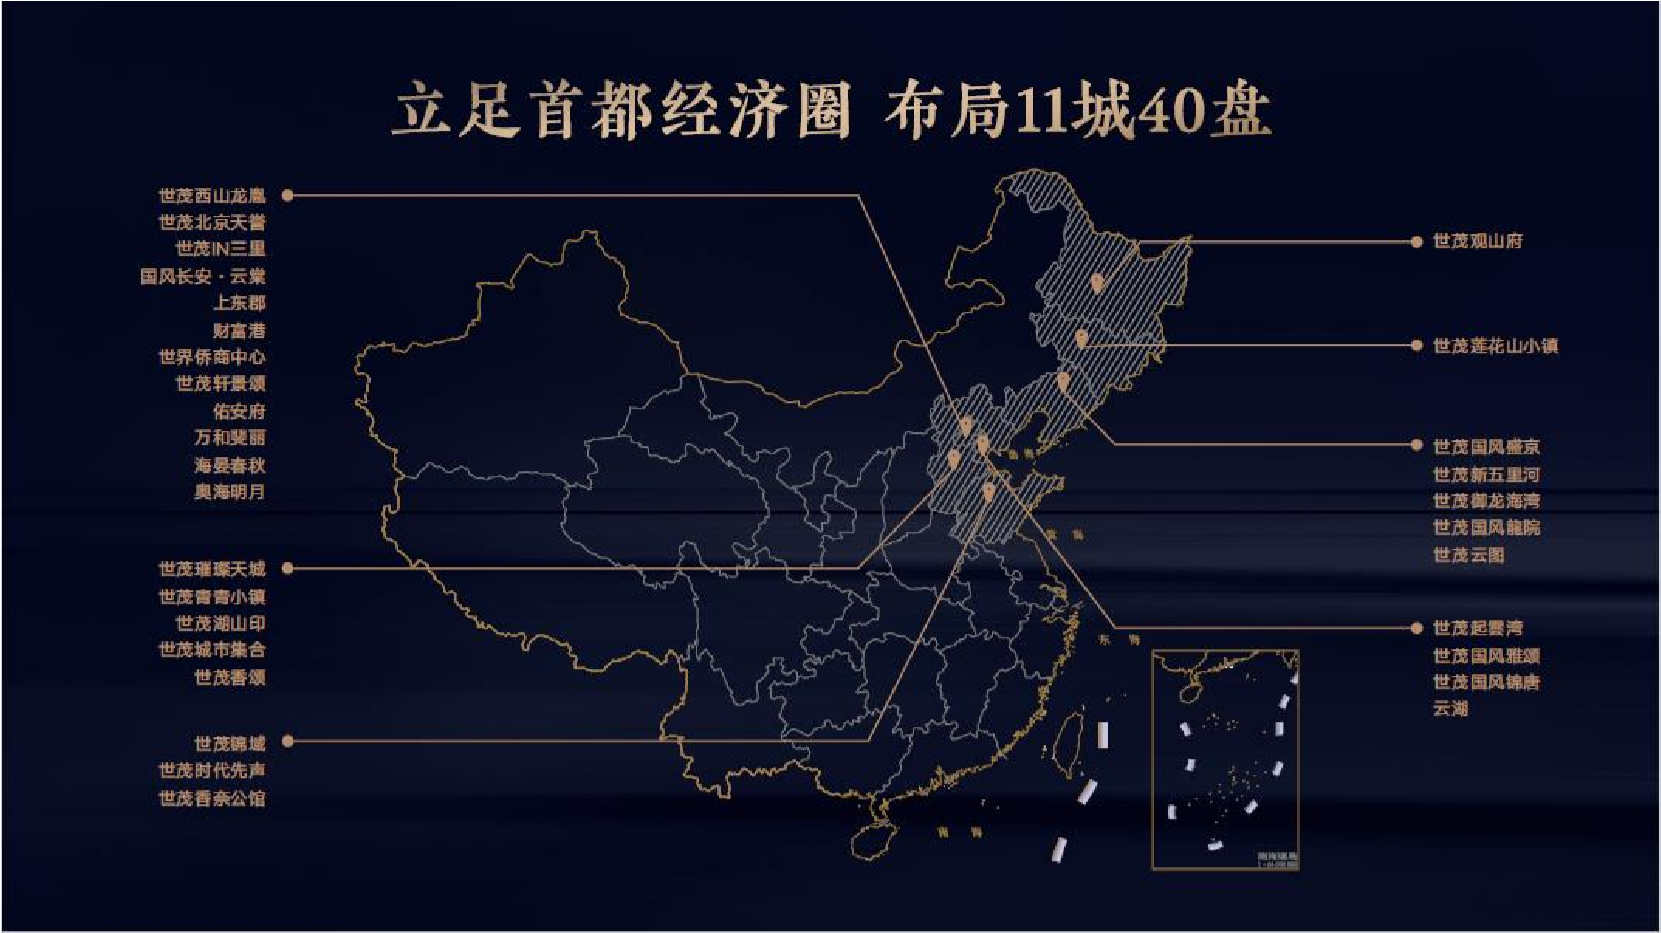 立足首都经济圈 布局11城40盘
世茂西山龙胤
世茂北京天誉
世茂IN三里
国风长安·云棠
上东郡
财富港
世界侨商中心
世茂轩景颂
佑安府
万和斐丽
海晏春秋
奥海明月
世茂璀璨天城
世茂青青小镇
世茂湖山印
世茂城市集合
世茂香颂
世茂锦域
世茂时代先声
世茂香奈公馆
世茂观山府
世茂莲花山小镇
世茂国风盛京
世茂新五里河
世茂御龙海湾
世茂国风龍院
世茂云图
世茂起雲湾
世茂国风雅颂
世茂国风锦唐
云湖
东 海
南 海